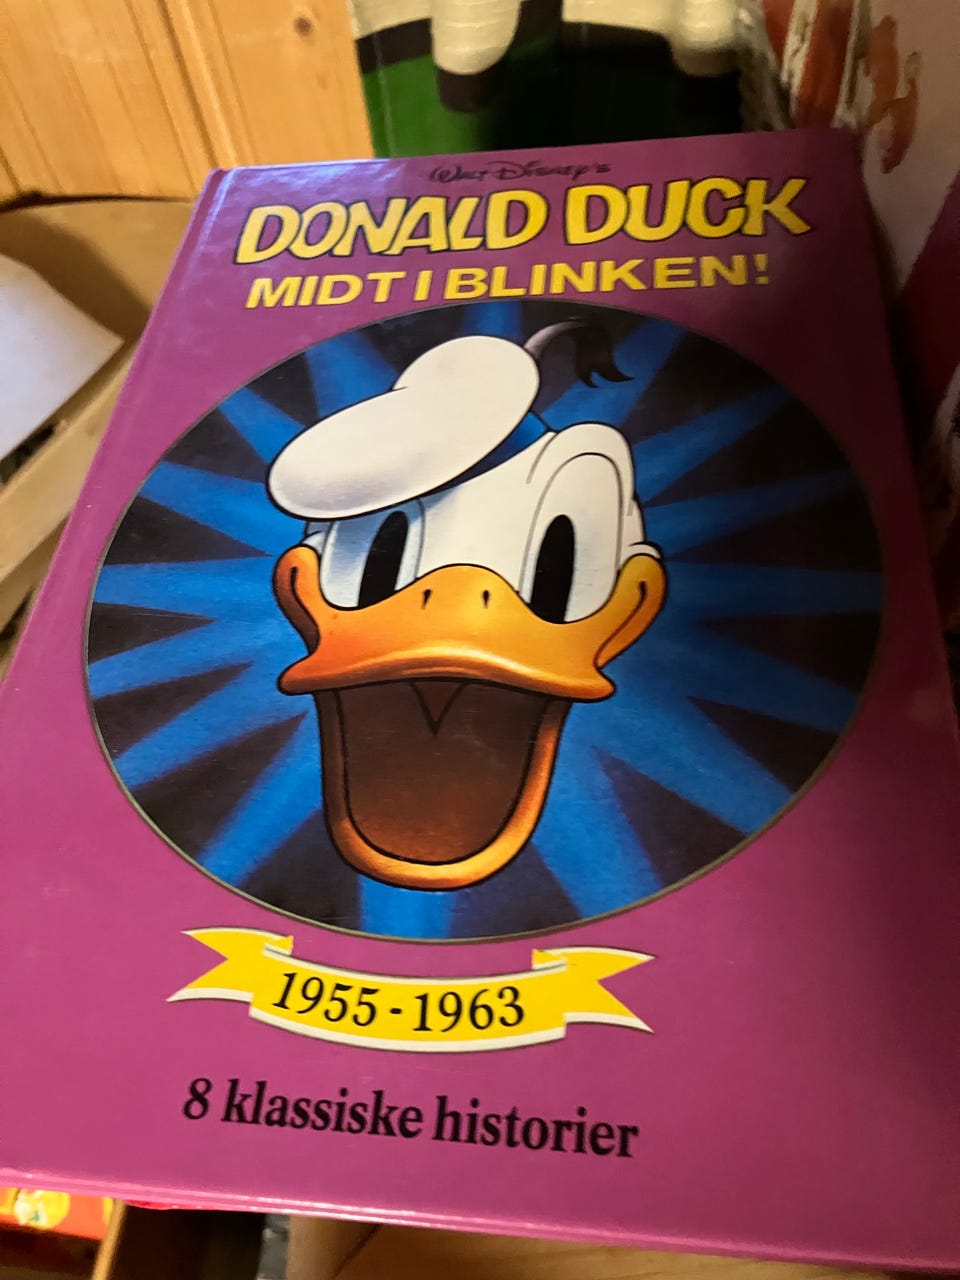 Walt Disney's
DONALD DUCK
MIDT I BLINKEN!
1955-1963
8 klassiske historier